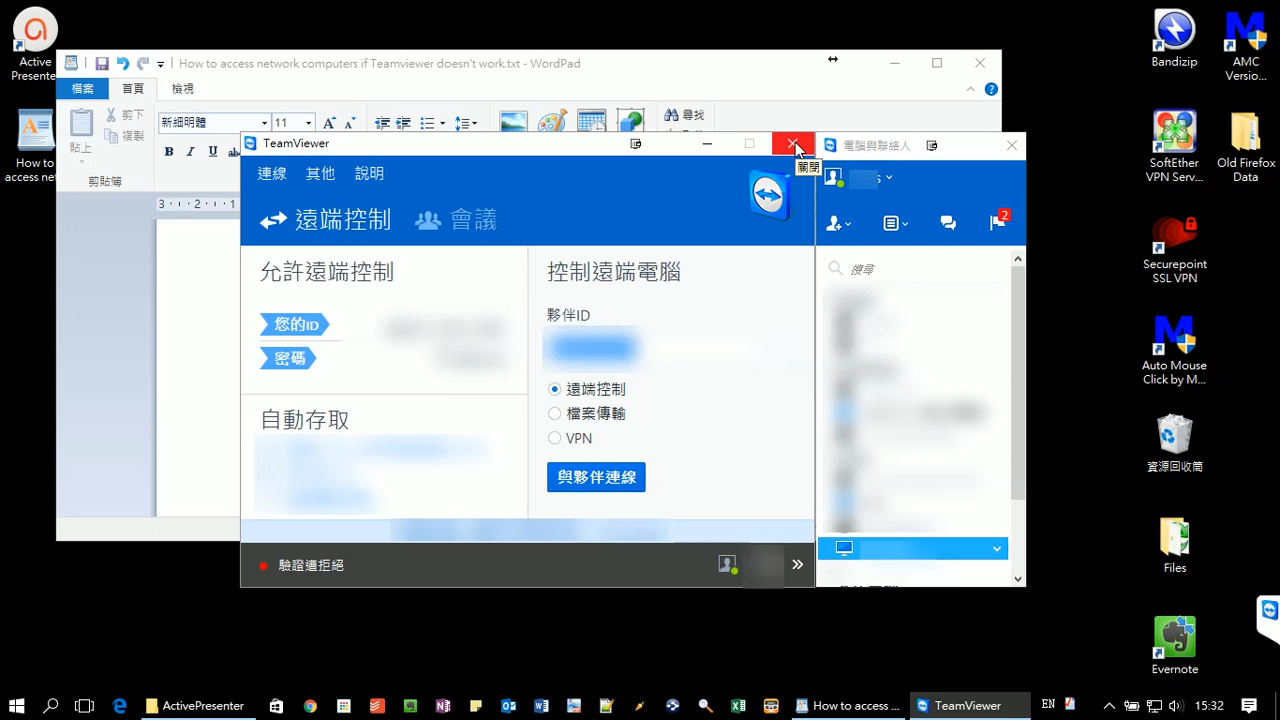 Active
Presenter
How to
access net...
How to access network computers if Teamviewer doesn't work.txt - WordPad
檔案
首頁
檢視
貼上
剪下
複製
剪貼簿
新細明體
11
B
I
U
abc
尋找
3
2
1
TeamViewer
關閉
連線
其他
說明
遠端控制
會議
允許遠端控制
您的ID
密碼
自動存取
控制遠端電腦
夥伴ID
遠端控制
檔案傳輸
VPN
與夥伴連線
驗證遭拒絕
電腦與聯絡人
s
2
搜尋
Bandizip
AMC
Versio...
SoftEther
VPN Serv...
Old Firefox
Data
Securepoint
SSL VPN
Auto Mouse
Click by M...
資源回收筒
Files
Evernote
ActivePresenter
How to access ...
TeamViewer
EN
15:32